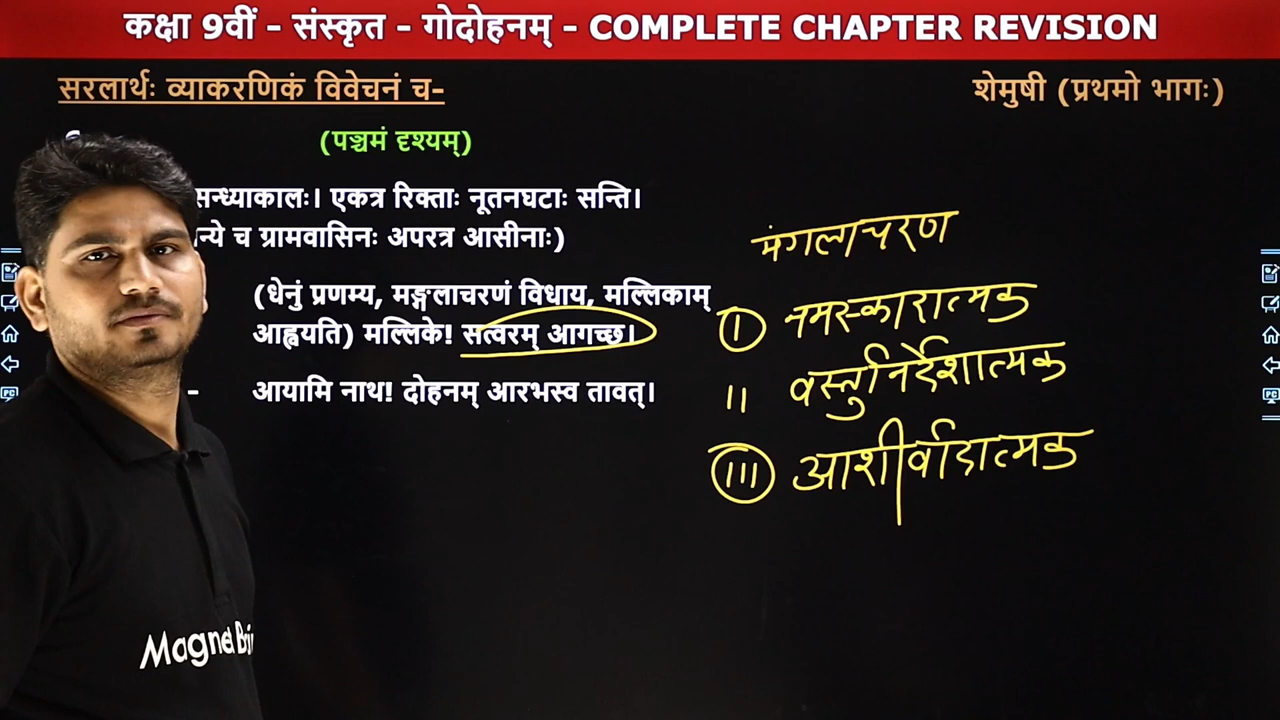 कक्षा 9वीं – संस्कृत – गोदोहनम् – COMPLETE CHAPTER REVISION
सरलार्थः व्याकरणिकं विवेचनं च-
शेमुषी (प्रथमो भागः)
(पञ्चमं दृश्यम्)
सन्ध्याकालः। एकत्र रिक्ताः नूतनघटाः सन्ति।
च ग्रामवासिनः अपरत्र आसीनाः)
(धेनुं प्रणम्य, मङ्गलाचरणं विधाय, मल्लिकाम्
आह्वयति) मल्लिके! सत्वरम् आगच्छ।
- आयामि नाथ! दोहनम् आरभस्व तावत्।
मंगलाचरण
I नमस्कारात्मक
II वस्तुनिर्देशात्मक
III आशीर्वादात्मक
Magnet